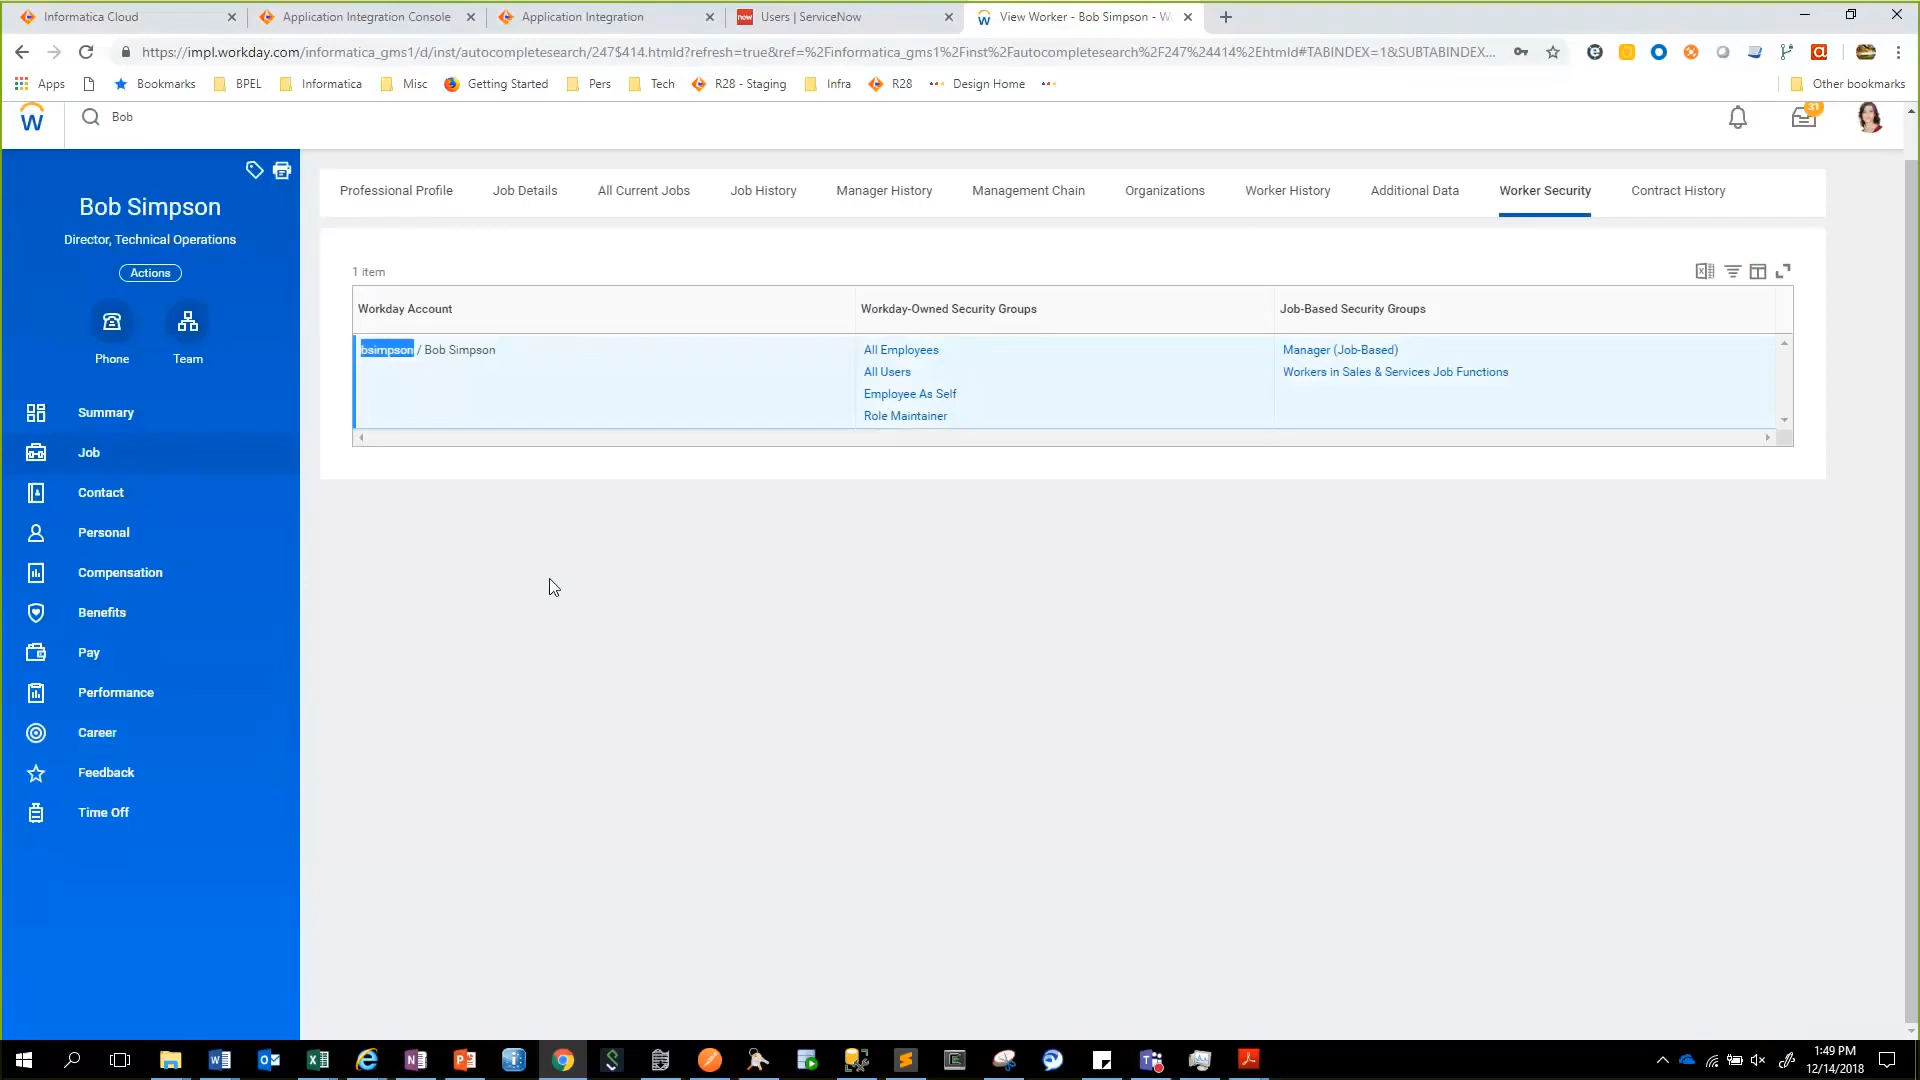 Informatica Cloud
Application Integration Console
Application Integration
now Users | ServiceNow
View Worker - Bob Simpson - W
https://impl.workday.com/informatica_gms1/d/inst/autocompletesearch/247$414.htmld?refresh=true&ref=%2Finformatica_gms1%2Finst%2Fautocompletesearch%2F247%24414%2Ehtmld#TABINDEX=1&SUBTABINDEX...
Apps Bookmarks BPEL Informatica Misc Getting Started Pers Tech R28 - Staging Infra R28 Design Home Other bookmarks
W Bob 31
Bob Simpson
Director, Technical Operations
Actions
Phone Team
Summary
Job
Contact
Personal
Compensation
Benefits
Pay
Performance
Career
Feedback
Time Off
Professional Profile Job Details All Current Jobs Job History Manager History Management Chain Organizations Worker History Additional Data Worker Security Contract History
1 item
Workday Account Workday-Owned Security Groups Job-Based Security Groups
bsimpson / Bob Simpson All Employees Manager (Job-Based)
All Users Workers in Sales & Services Job Functions
Employee As Self
Role Maintainer
1:49 PM
12/14/2018